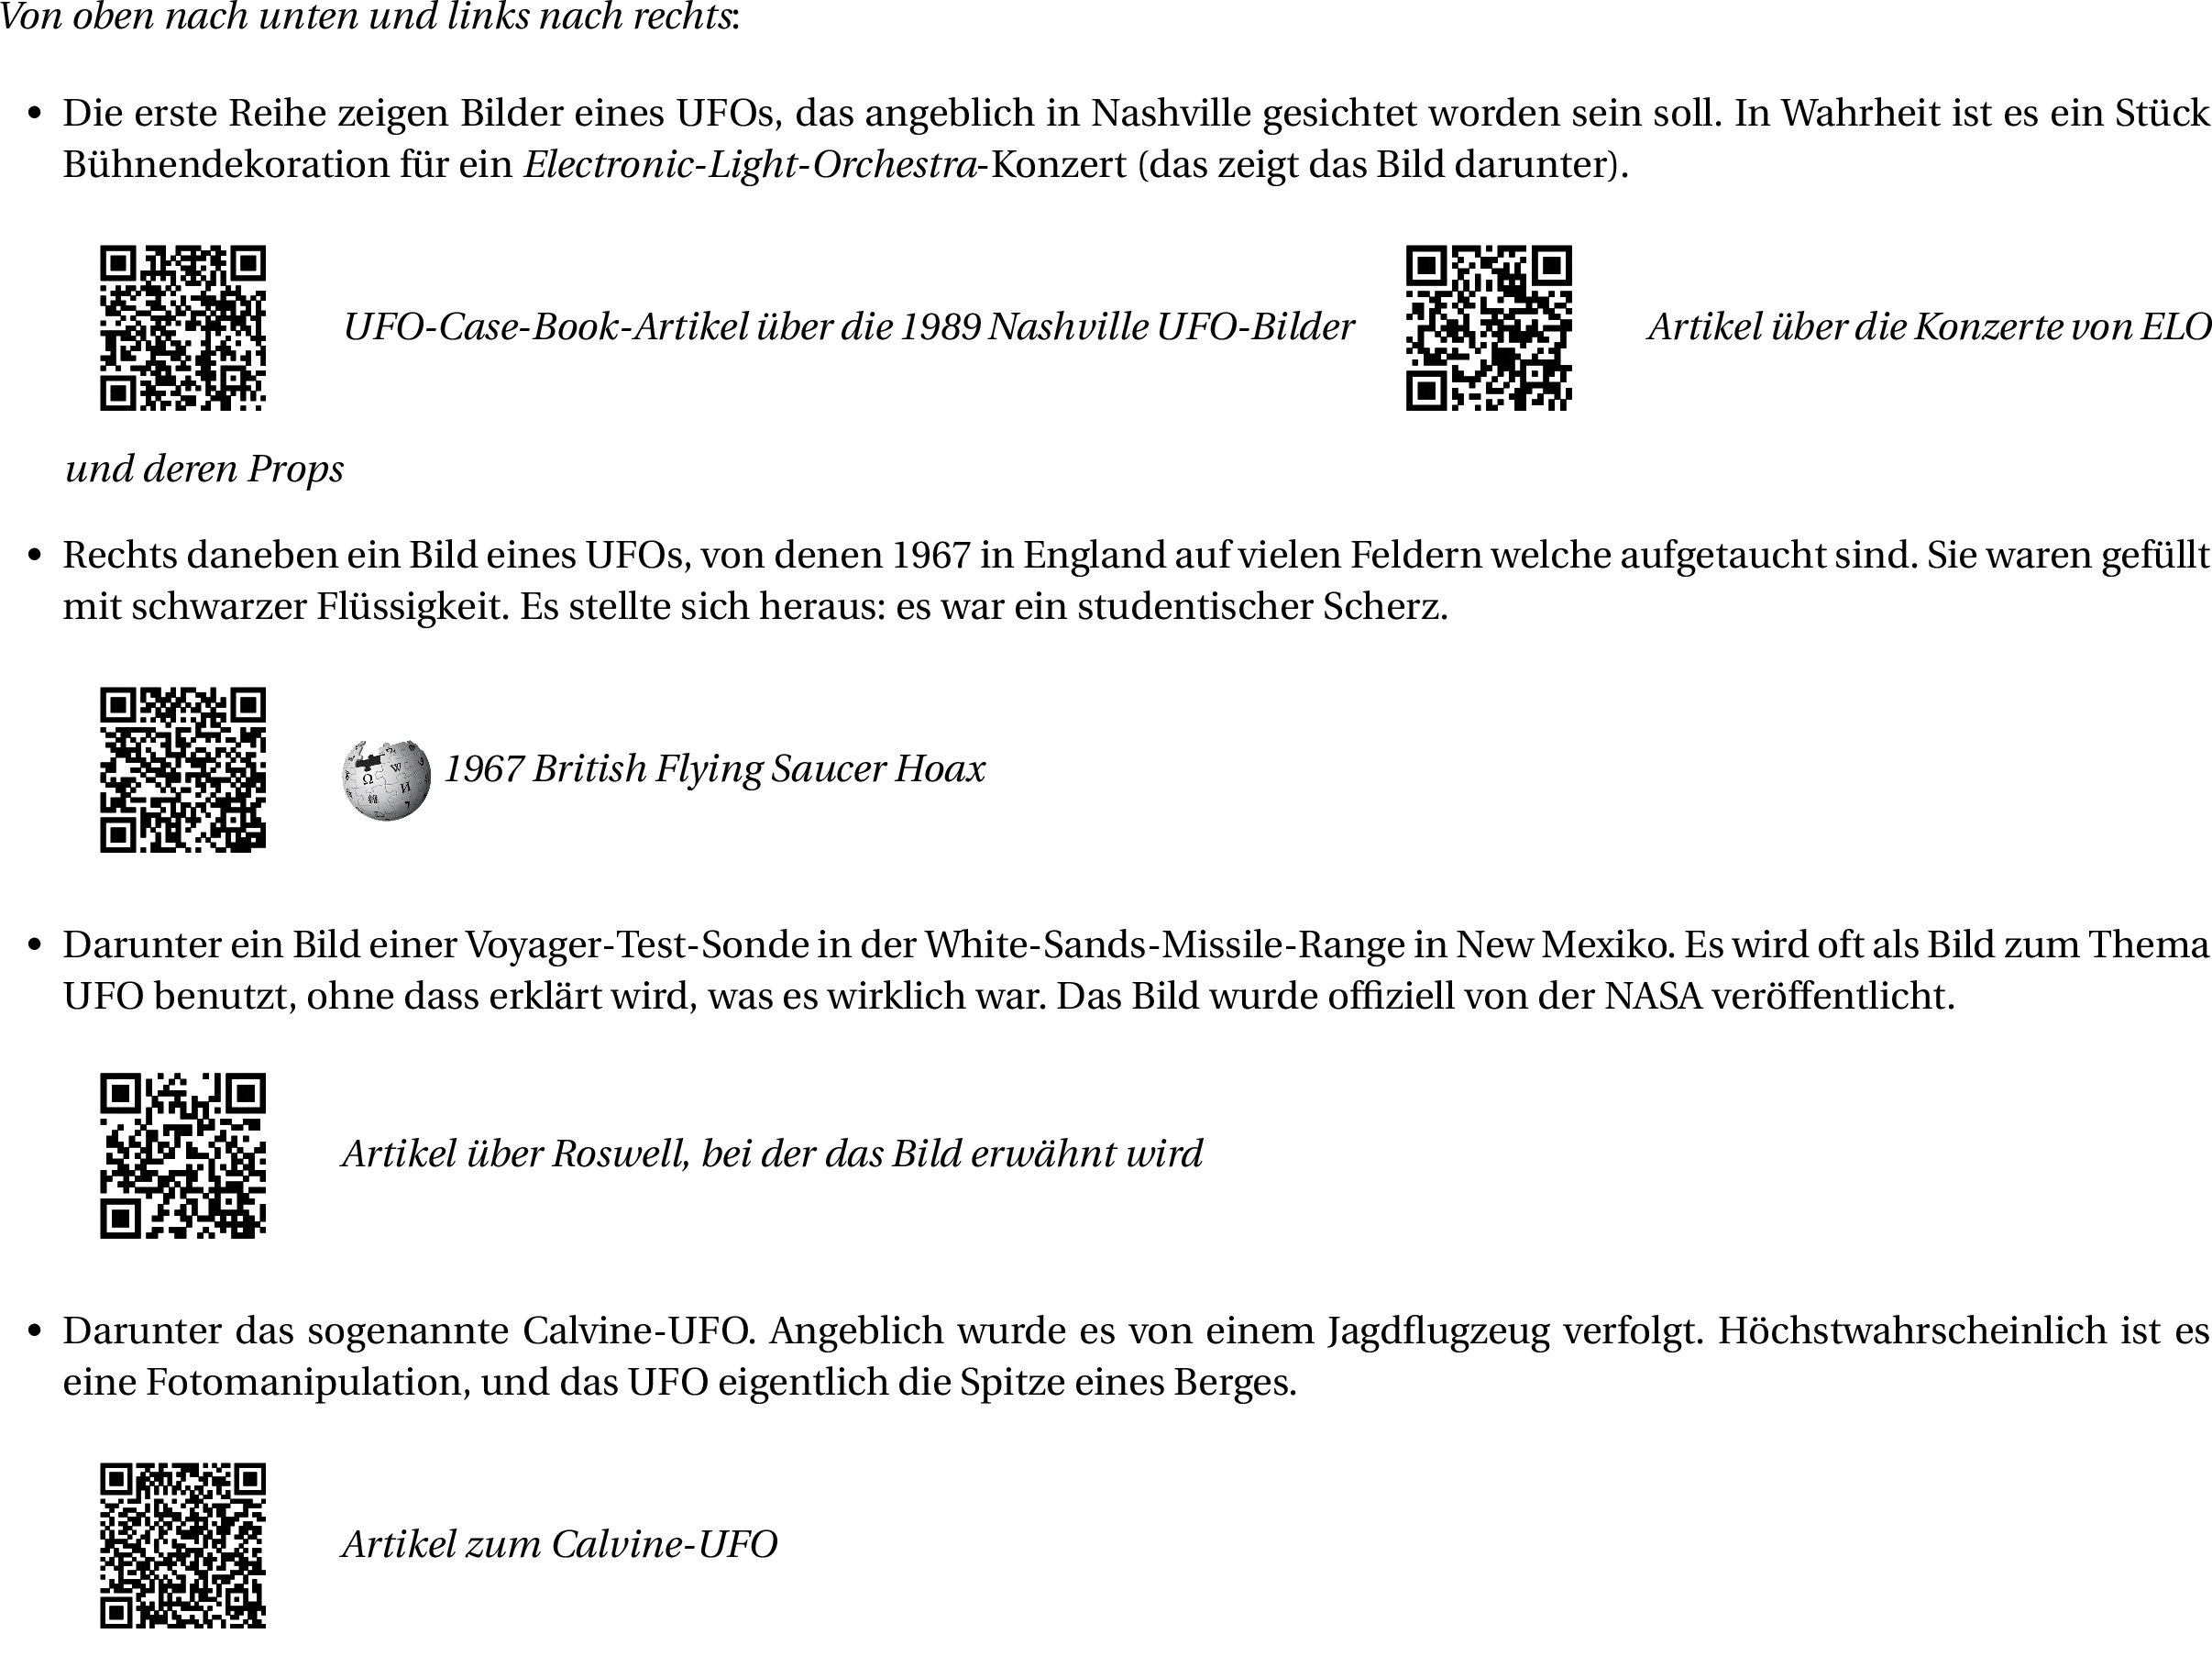 Von oben nach unten und links nach rechts:
• Die erste Reihe zeigen Bilder eines UFOs, das angeblich in Nashville gesichtet worden sein soll. In Wahrheit ist es ein Stück
Bühnendekoration für ein Electronic-Light-Orchestra-Konzert (das zeigt das Bild darunter).
UFO-Case-Book-Artikel über die 1989 Nashville UFO-Bilder Artikel über die Konzerte von ELO
und deren Props
• Rechts daneben ein Bild eines UFOs, von denen 1967 in England auf vielen Feldern welche aufgetaucht sind. Sie waren gefüllt
mit schwarzer Flüssigkeit. Es stellte sich heraus: es war ein studentischer Scherz.
1967 British Flying Saucer Hoax
• Darunter ein Bild einer Voyager-Test-Sonde in der White-Sands-Missile-Range in New Mexiko. Es wird oft als Bild zum Thema
UFO benutzt, ohne dass erklärt wird, was es wirklich war. Das Bild wurde offiziell von der NASA veröffentlicht.
Artikel über Roswell, bei der das Bild erwähnt wird
• Darunter das sogenannte Calvine-UFO. Angeblich wurde es von einem Jagdflugzeug verfolgt. Höchstwahrscheinlich ist es
eine Fotomanipulation, und das UFO eigentlich die Spitze eines Berges.
Artikel zum Calvine-UFO